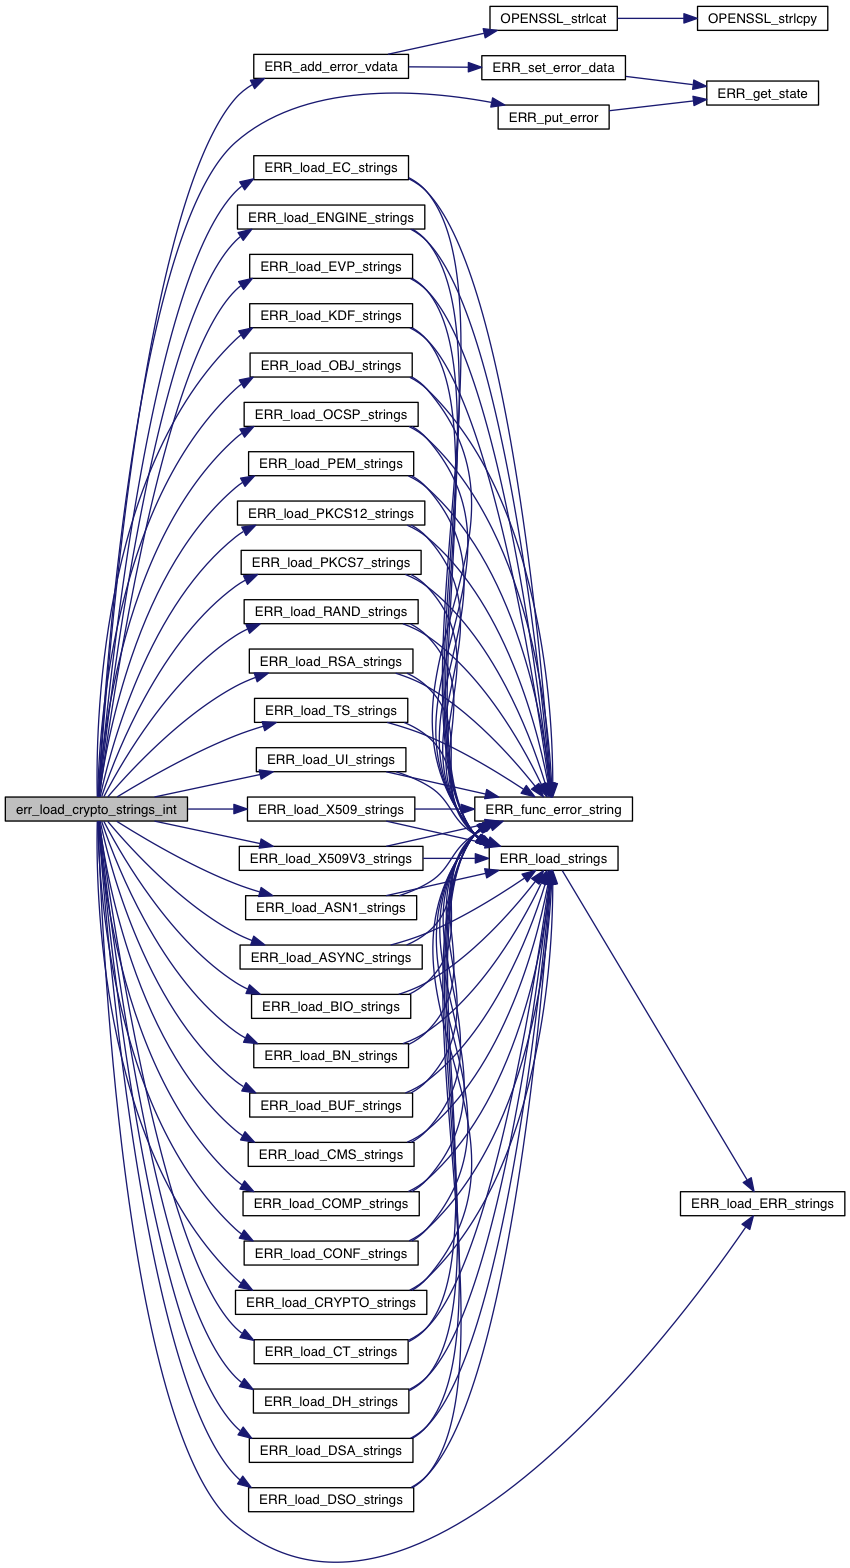 OPENSSL_strlcat
OPENSSL_strlcpy
ERR_add_error_vdata
ERR_set_error_data
ERR_get_state
ERR_put_error
ERR_load_EC_strings
ERR_load_ENGINE_strings
ERR_load_EVP_strings
ERR_load_KDF_strings
ERR_load_OBJ_strings
ERR_load_OCSP_strings
ERR_load_PEM_strings
ERR_load_PKCS12_strings
ERR_load_PKCS7_strings
ERR_load_RAND_strings
ERR_load_RSA_strings
ERR_load_TS_strings
ERR_load_UI_strings
err_load_crypto_strings_int
ERR_load_X509_strings
ERR_func_error_string
ERR_load_X509V3_strings
ERR_load_strings
ERR_load_ASN1_strings
ERR_load_ASYNC_strings
ERR_load_BIO_strings
ERR_load_BN_strings
ERR_load_BUF_strings
ERR_load_CMS_strings
ERR_load_COMP_strings
ERR_load_ERR_strings
ERR_load_CONF_strings
ERR_load_CRYPTO_strings
ERR_load_CT_strings
ERR_load_DH_strings
ERR_load_DSA_strings
ERR_load_DSO_strings